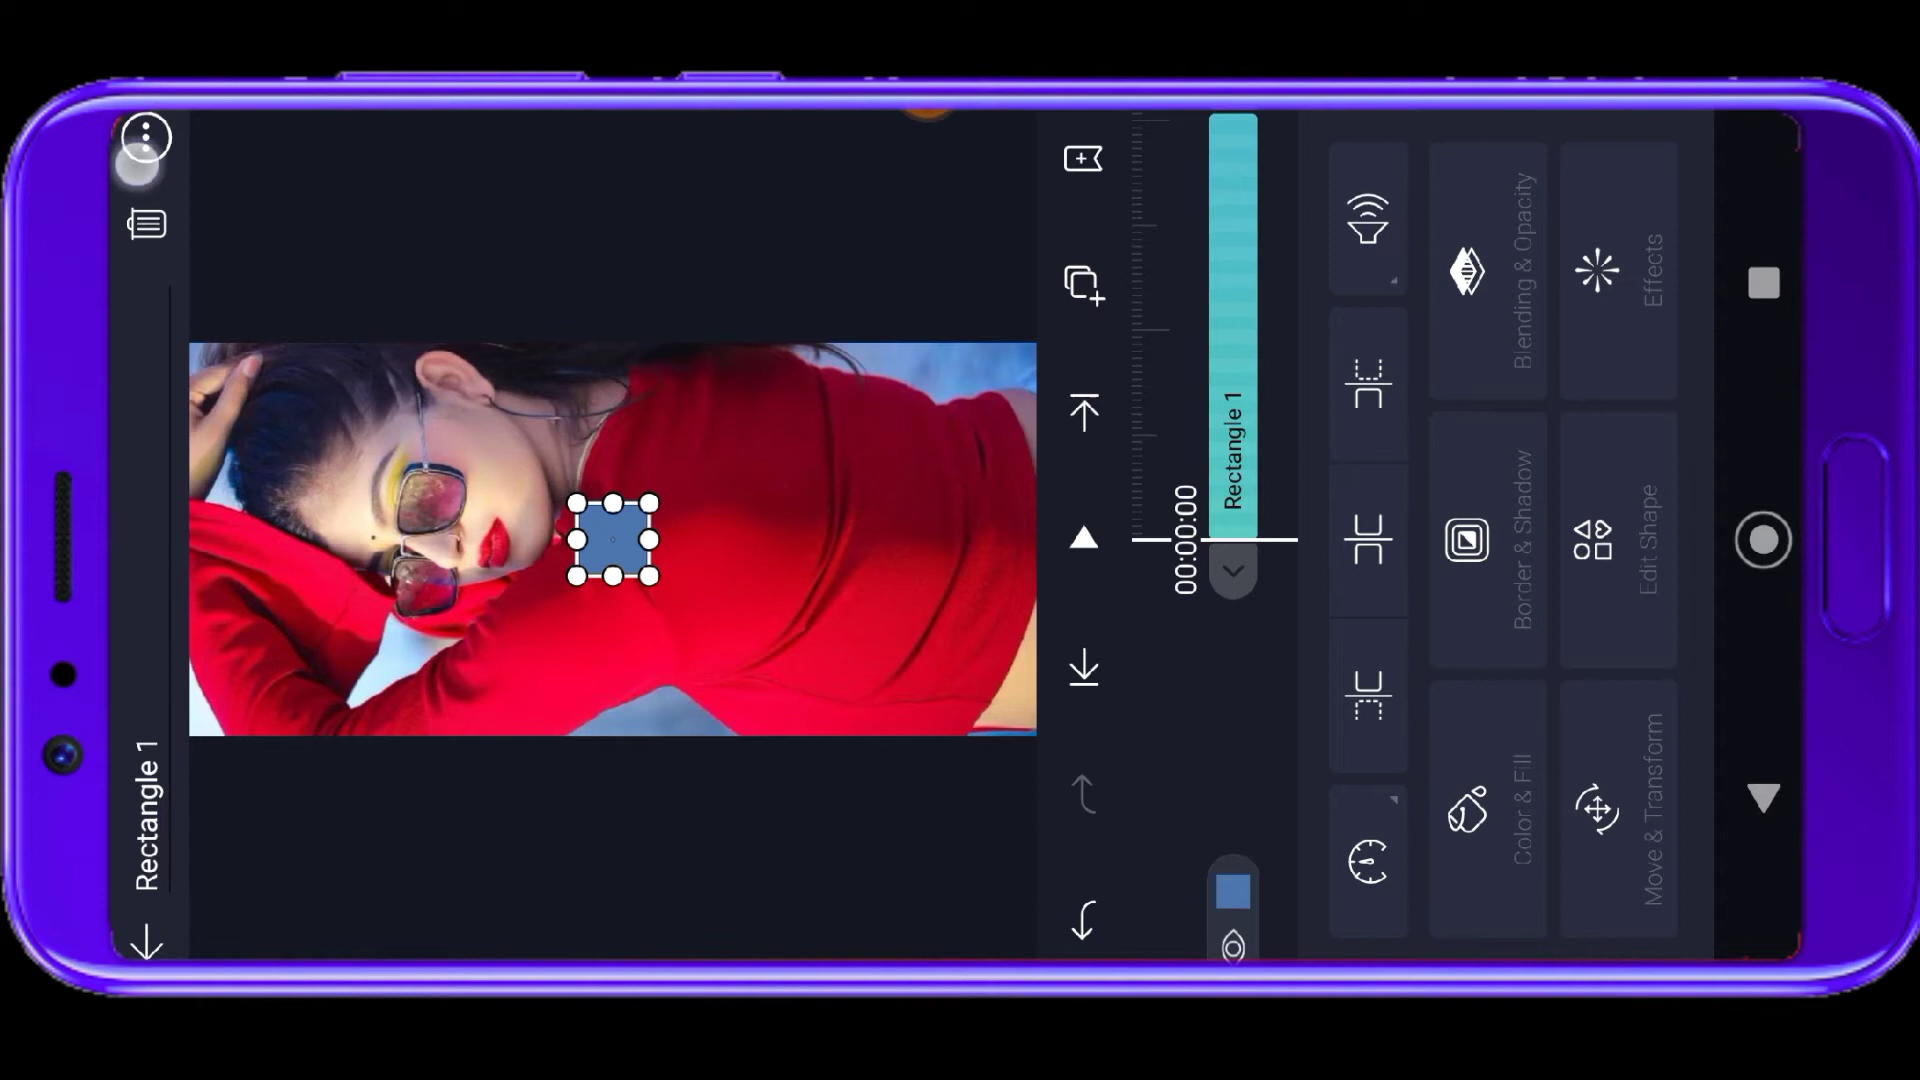 Rectangle 1
00:00:00
Rectangle 1
Color & Fill
Border & Shadow
Blending & Opacity
Move & Transform
Edit Shape
Effects